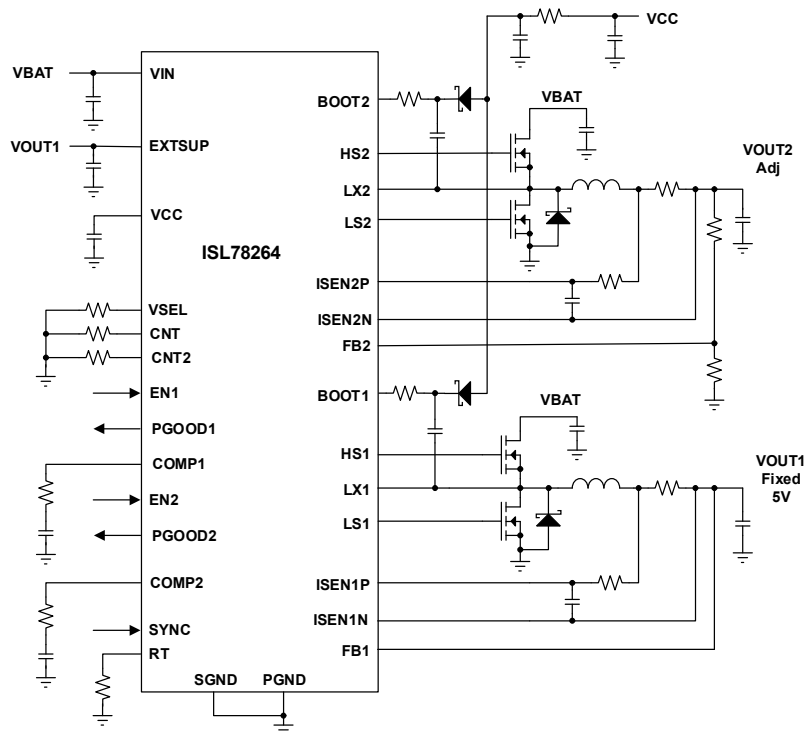 VCC
VBAT
VIN
BOOT2
VBAT
VOUT1
EXTSUP
HS2
VOUT2
Adj
LX2
VCC
LS2
ISL78264
ISEN2P
VSEL
ISEN2N
CNT
FB2
CNT2
EN1
BOOT1
VBAT
PGOOD1
HS1
COMP1
VOUT1
Fixed
5V
LX1
EN2
LS1
PGOOD2
COMP2
ISEN1P
ISEN1N
SYNC
FB1
RT
SGND
PGND